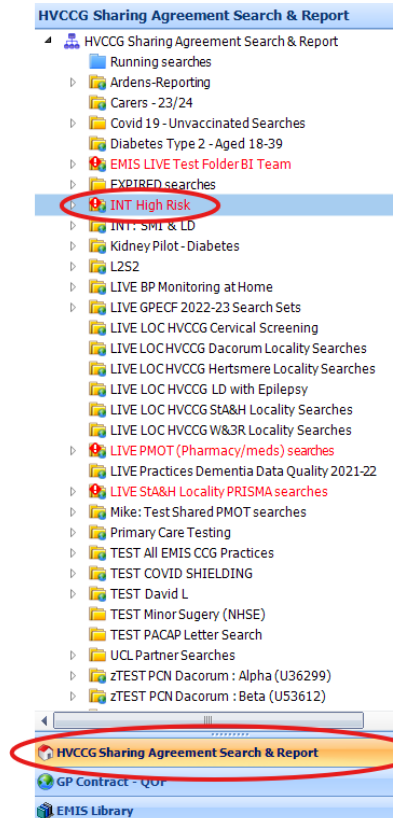 HVCCG Sharing Agreement Search & Report
HVCCG Sharing Agreement Search & Report
Running searches
Ardens-Reporting
Carers - 23/24
Covid 19 - Unvaccinated Searches
Diabetes Type 2 - Aged 18-39
EMIS LIVE Test Folder BI Team
EXPIRED searches
INT High Risk
INT: SMI & LD
Kidney Pilot - Diabetes
L2S2
LIVE BP Monitoring at Home
LIVE GPECF 2022-23 Search Sets
LIVE LOC HVCCG Cervical Screening
LIVE LOC HVCCG Dacorum Locality Searches
LIVE LOC HVCCG Hertsmere Locality Searches
LIVE LOC HVCCG LD with Epilepsy
LIVE LOC HVCCG StA&H Locality Searches
LIVE LOC HVCCG W&3R Locality Searches
LIVE PMOT (Pharmacy/meds) searches
LIVE Practices Dementia Data Quality 2021-22
LIVE StA&H Locality PRISMA searches
Mike: Test Shared PMOT searches
Primary Care Testing
TEST All EMIS CCG Practices
TEST COVID SHIELDING
TEST David L
TEST Minor Sugery (NHSE)
TEST PACAP Letter Search
UCL Partner Searches
zTEST PCN Dacorum : Alpha (U36299)
zTEST PCN Dacorum : Beta (U53612)
HVCCG Sharing Agreement Search & Report
GP Contract - QOF
EMIS Library